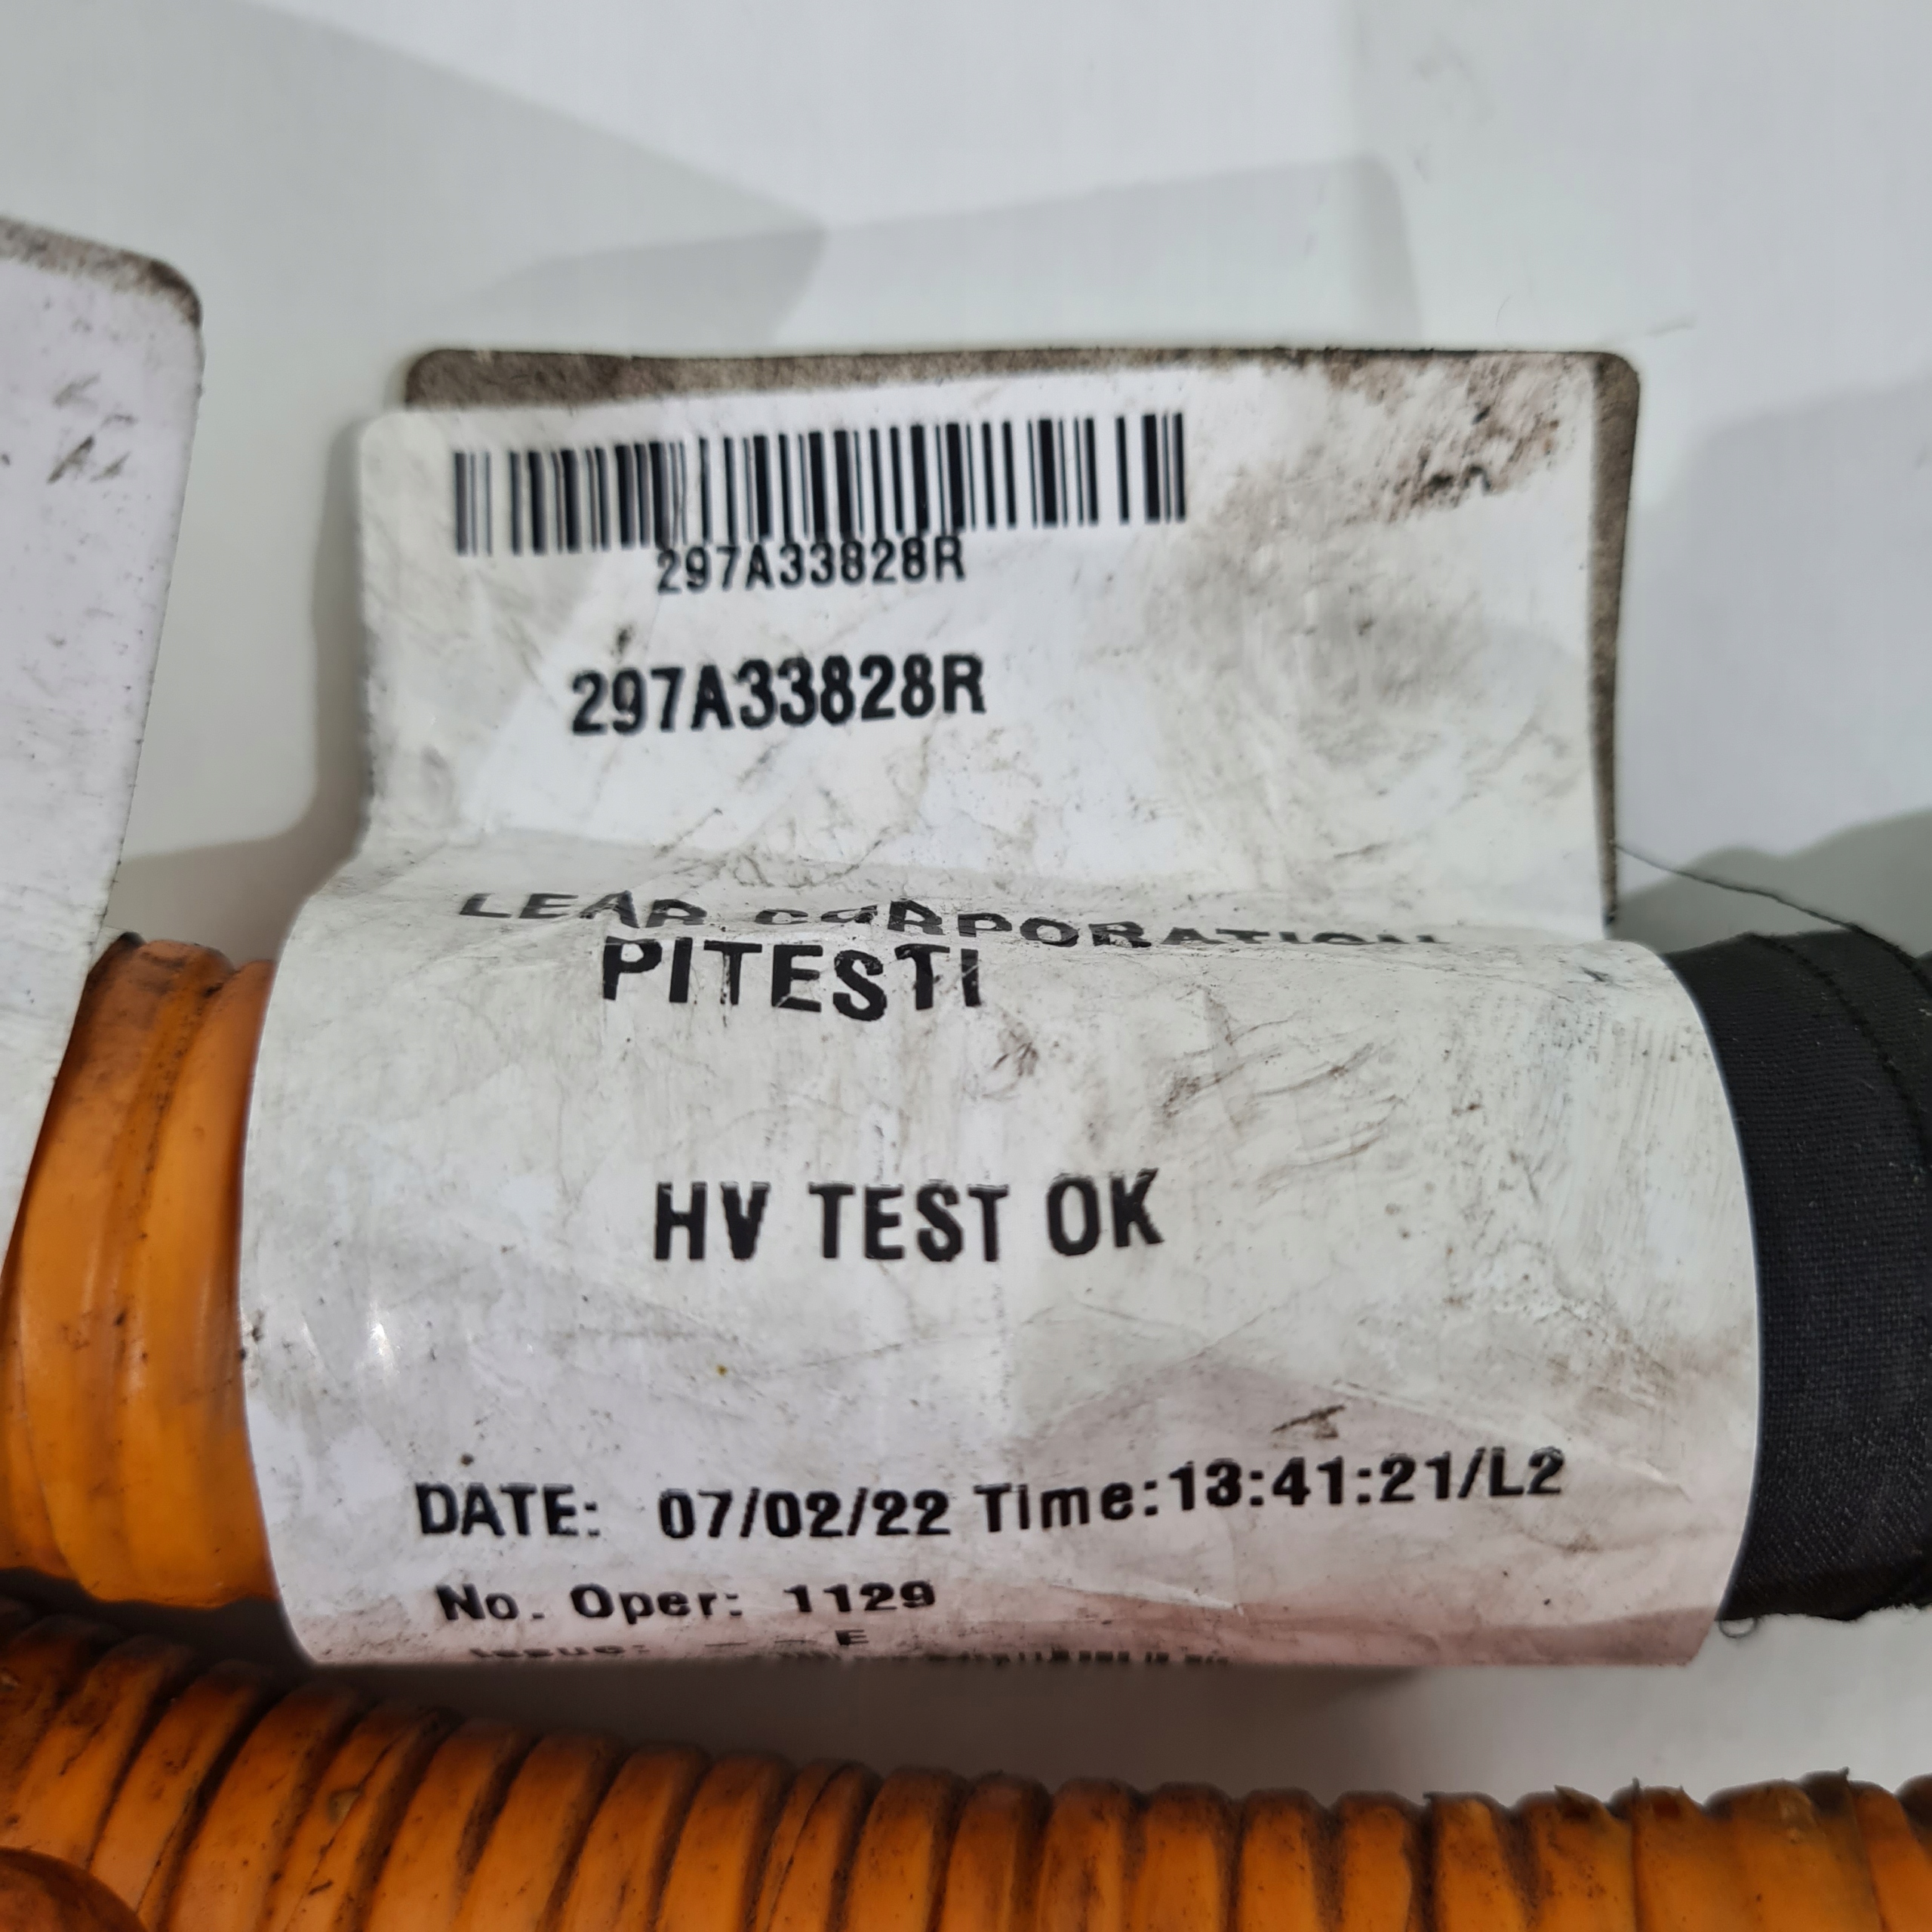 297A33828R
297A33828R
LEAR CORPORATION
PITESTI
HV TEST OK
DATE: 07/02/22 Time:13:41:21/L2
No. Oper: 1129
Issue: E